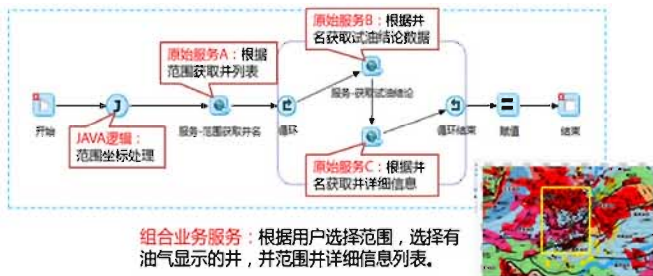 原始服务B：根据井
名获取试油结论数据
原始服务A：根据
范围获取井列表
服务-获取试油结论
开始
服务-范围获取井名
循环
循环结束
赋值
结束
JAVA逻辑：
范围坐标处理
原始服务C：根据井
名获取井详细信息
组合业务服务：根据用户选择范围，选择有
油气显示的井，并范围井详细信息列表。